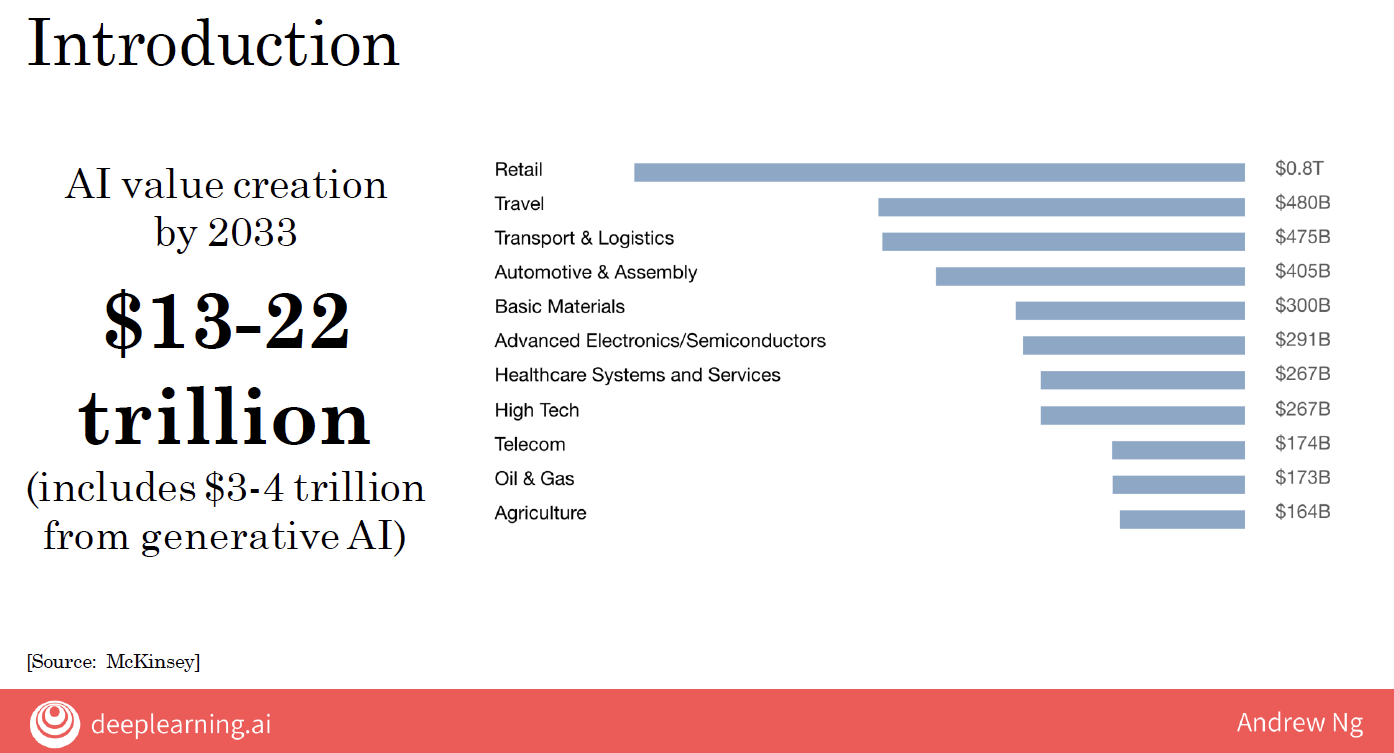 Introduction
AI value creation
by 2033
$13-22
trillion
(includes $3-4 trillion
from generative AI)
Retail $0.8T
Travel $480B
Transport & Logistics $475B
Automotive & Assembly $405B
Basic Materials $300B
Advanced Electronics/Semiconductors $291B
Healthcare Systems and Services $267B
High Tech $267B
Telecom $174B
Oil & Gas $173B
Agriculture $164B
[Source: McKinsey]
deeplearning.ai
Andrew Ng